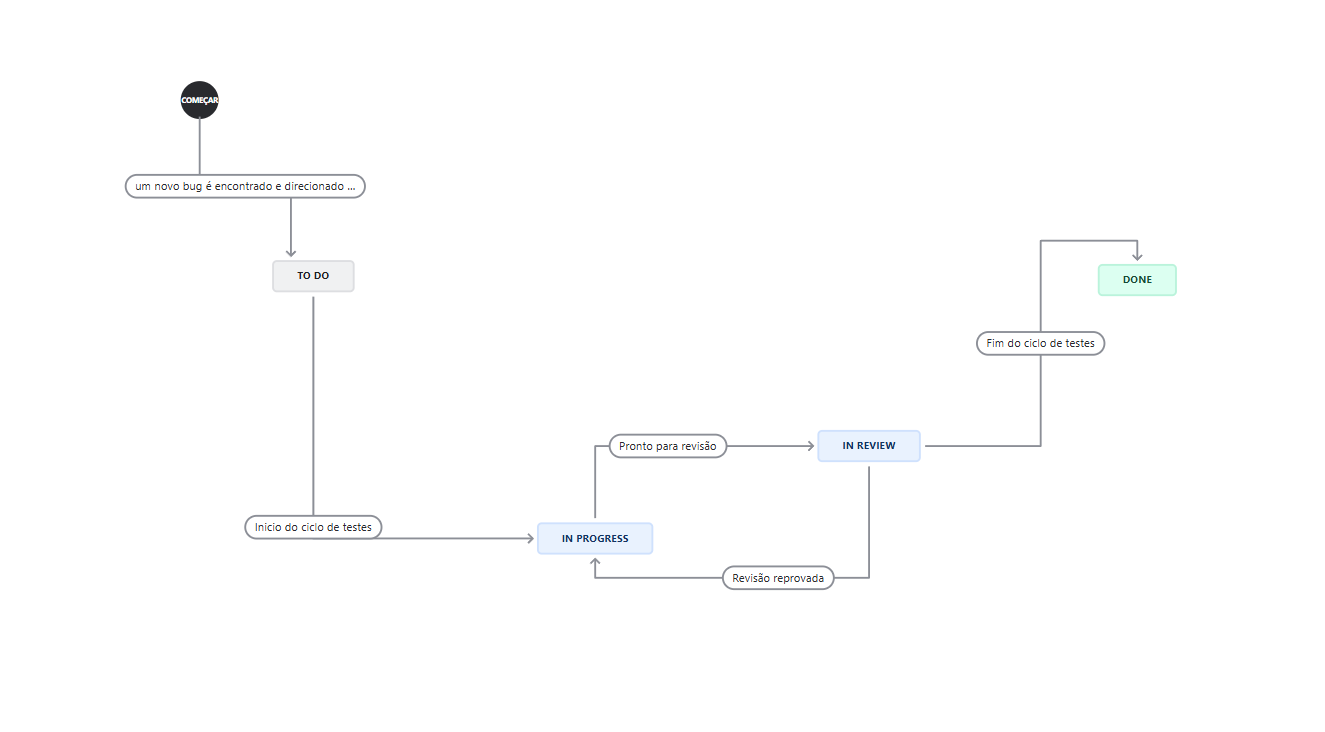 COMEÇAR
um novo bug é encontrado e direcionado ...
TO DO
DONE
Fim do ciclo de testes
Pronto para revisão
IN REVIEW
Início do ciclo de testes
IN PROGRESS
Revisão reprovada